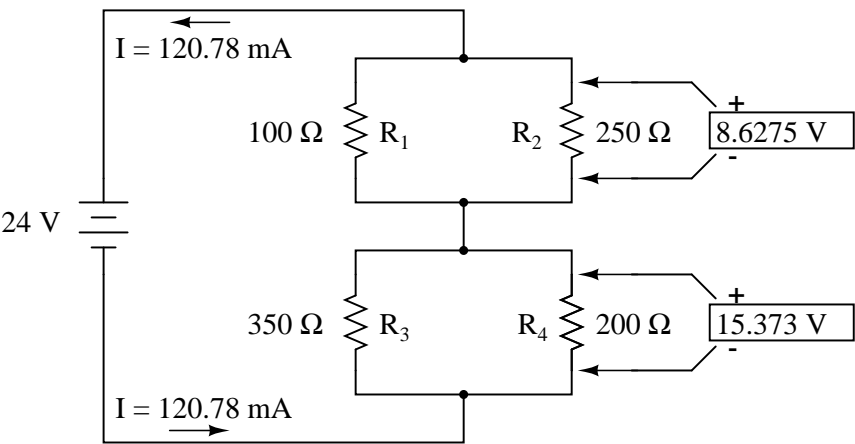 I = 120.78 mA
100 Ω R1 R2 250 Ω
+
8.6275 V
-
24 V
350 Ω R3 R4 200 Ω
+
15.373 V
-
I = 120.78 mA